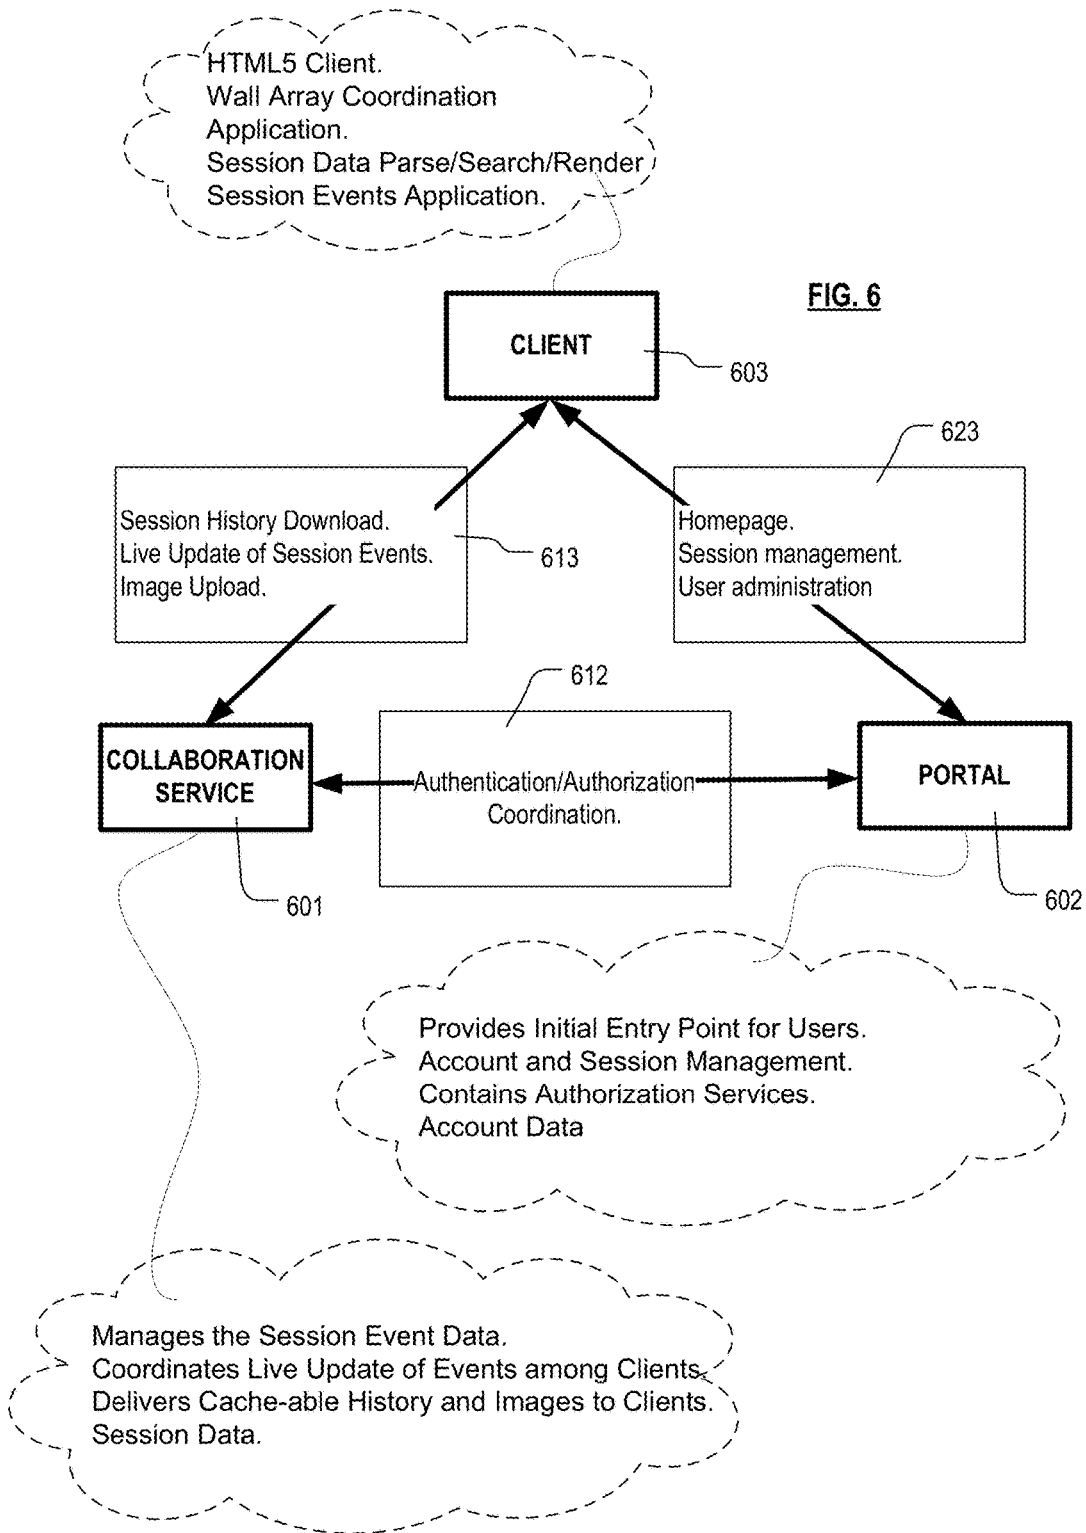 HTML5 Client.
Wall Array Coordination
Application.
Session Data Parse/Search/Render
Session Events Application.
FIG. 6
CLIENT
603
623
Session History Download.
Live Update of Session Events.
Image Upload.
613
Homepage.
Session management.
User administration
612
COLLABORATION
SERVICE
Authentication/Authorization
Coordination.
PORTAL
601
602
Provides Initial Entry Point for Users.
Account and Session Management.
Contains Authorization Services.
Account Data
Manages the Session Event Data.
Coordinates Live Update of Events among Clients.
Delivers Cache-able History and Images to Clients.
Session Data.